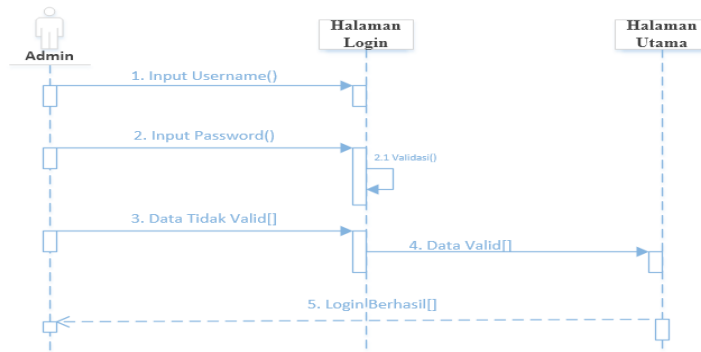 Halaman
Login
Halaman
Utama
Admin
1. Input Username()
2. Input Password()
2.1 Validasi()
3. Data Tidak Valid[]
4. Data Valid[]
5. Login Berhasil[]